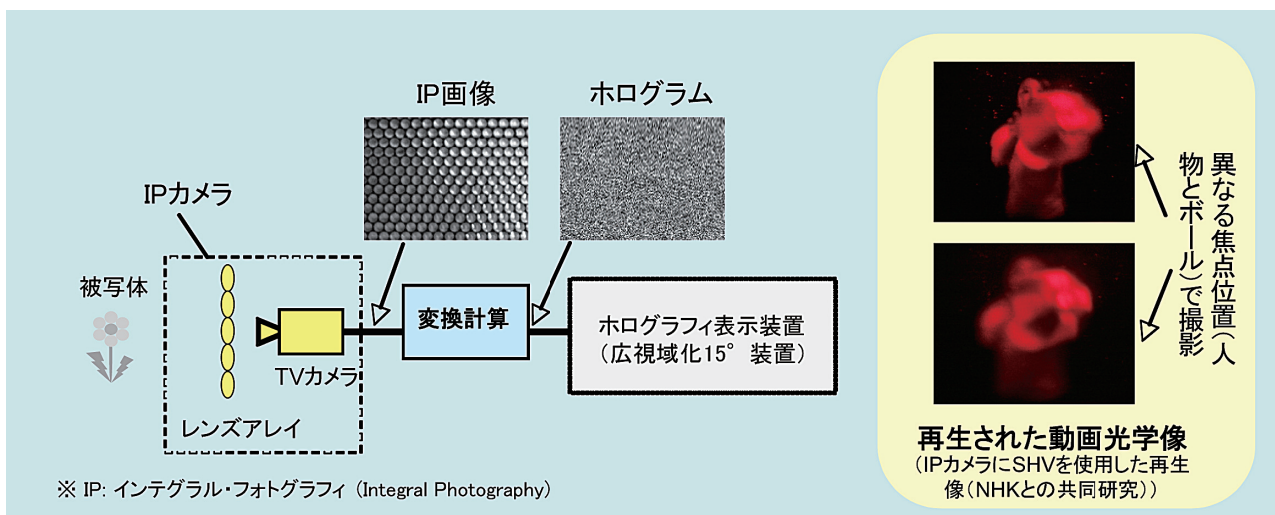 IP画像
ホログラム
IPカメラ
被写体
TVカメラ
レンズアレイ
変換計算
ホログラフィ表示装置
(広視域化15° 装置)
※ IP: インテグラル・フォトグラフィ (Integral Photography)
異なる焦点位置(人
物とボール)で撮影
再生された動画光学像
(IPカメラにSHVを使用した再生
像(NHKとの共同研究))